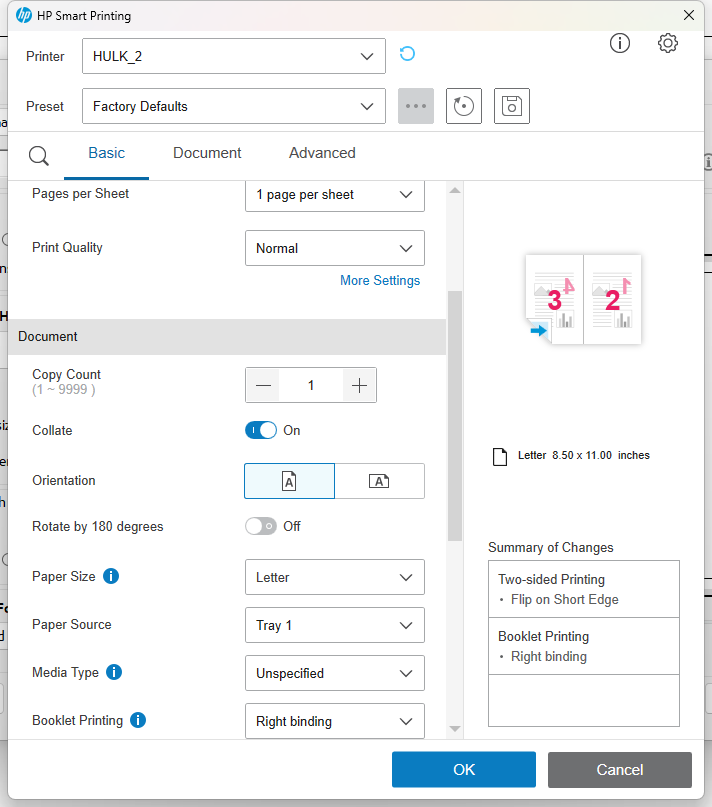 HP Smart Printing
Printer
HULK_2
Preset
Factory Defaults
Basic Document Advanced
Pages per Sheet
1 page per sheet
Print Quality
Normal
More Settings
Document
Copy Count
(1 ~ 9999 )
1
Collate
On
Orientation
A A
Rotate by 180 degrees
Off
Paper Size
Letter
Paper Source
Tray 1
Media Type
Unspecified
Booklet Printing
Right binding
3 4 2 1
Letter 8.50 x 11.00 inches
Summary of Changes
Two-sided Printing
• Flip on Short Edge
Booklet Printing
• Right binding
OK Cancel